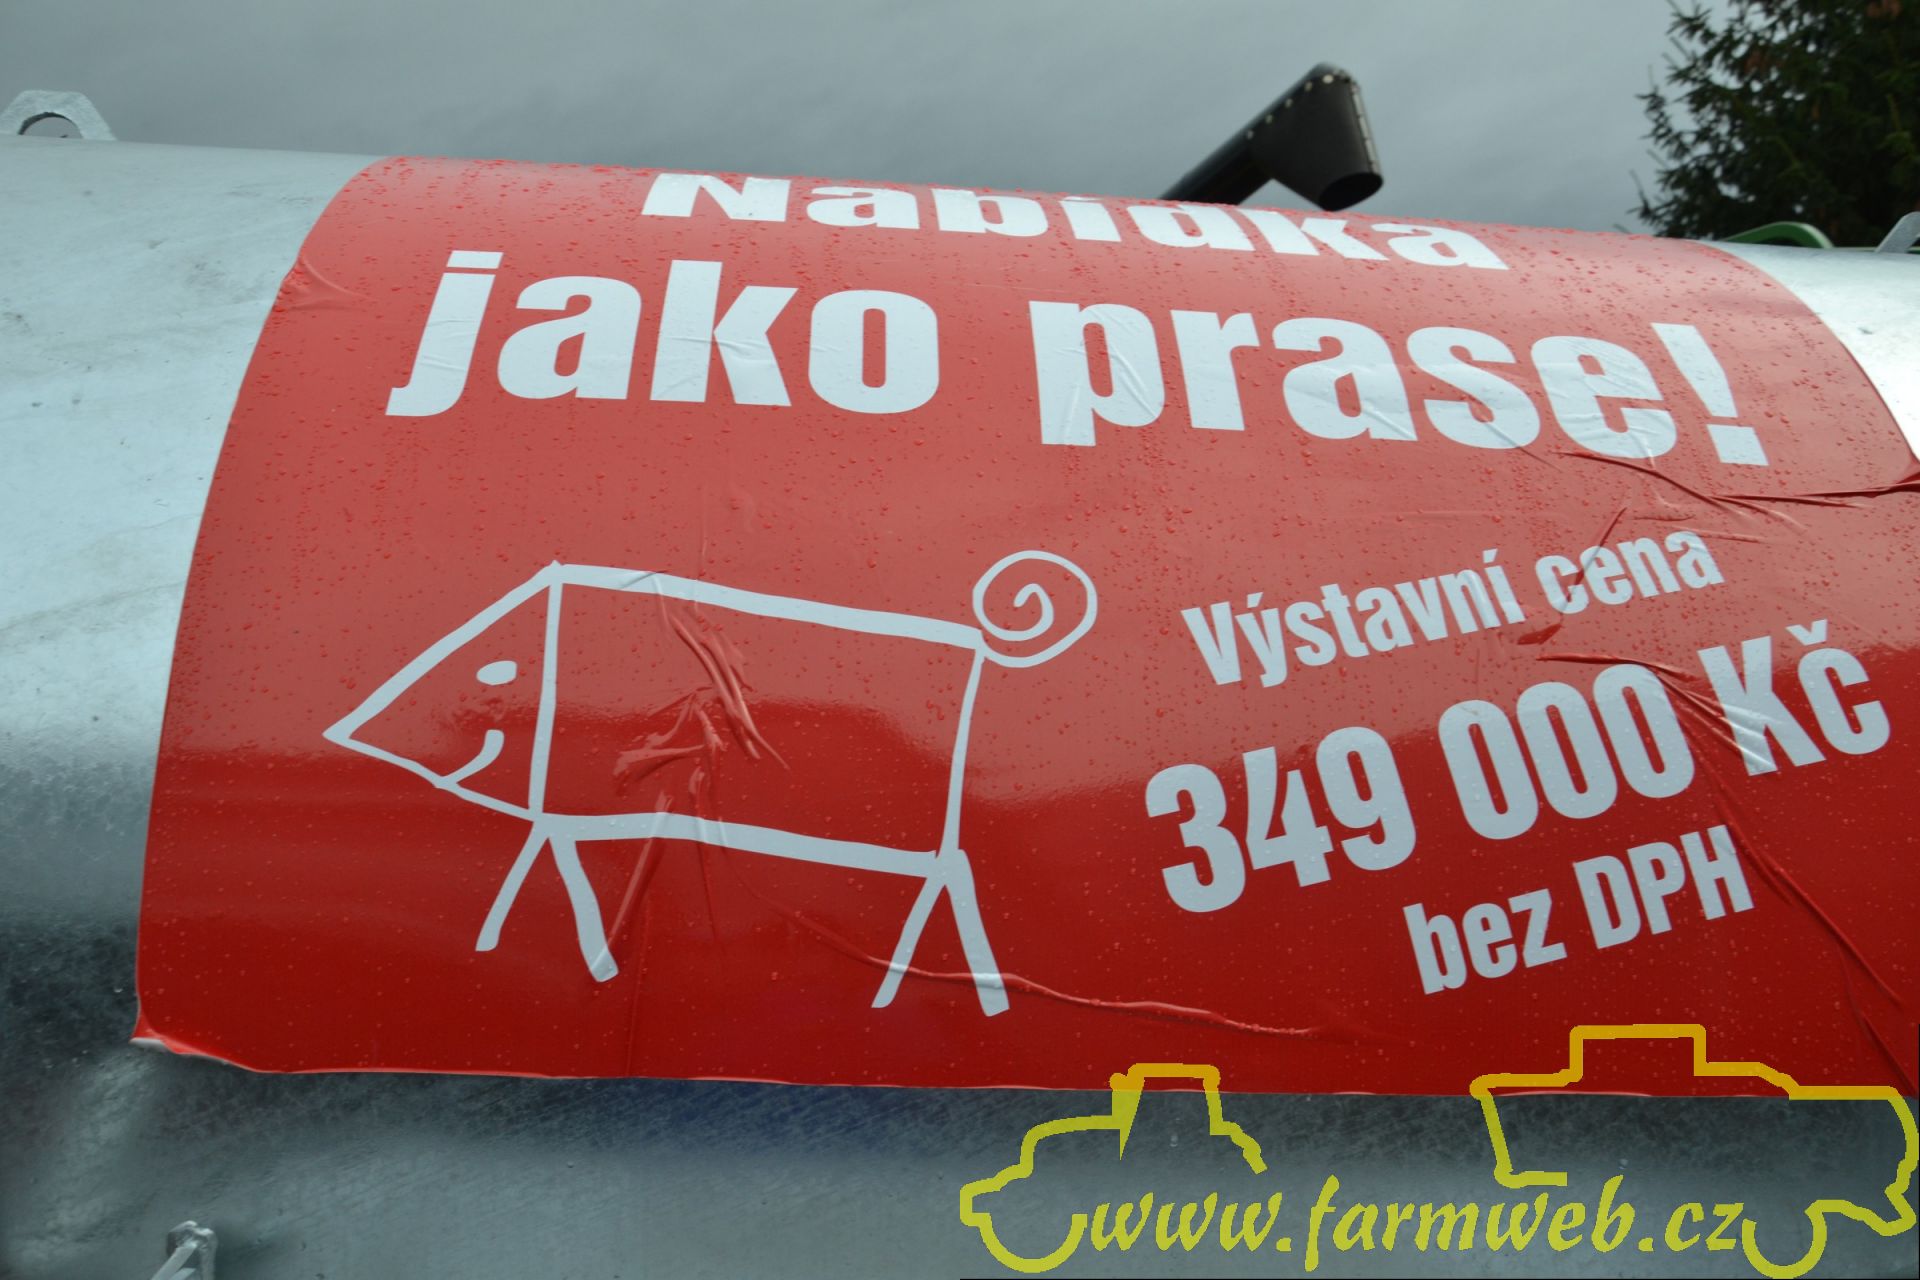 Nabídka
jako prase!
Výstavní cena
349 000 Kč
bez DPH
www.farmweb.cz